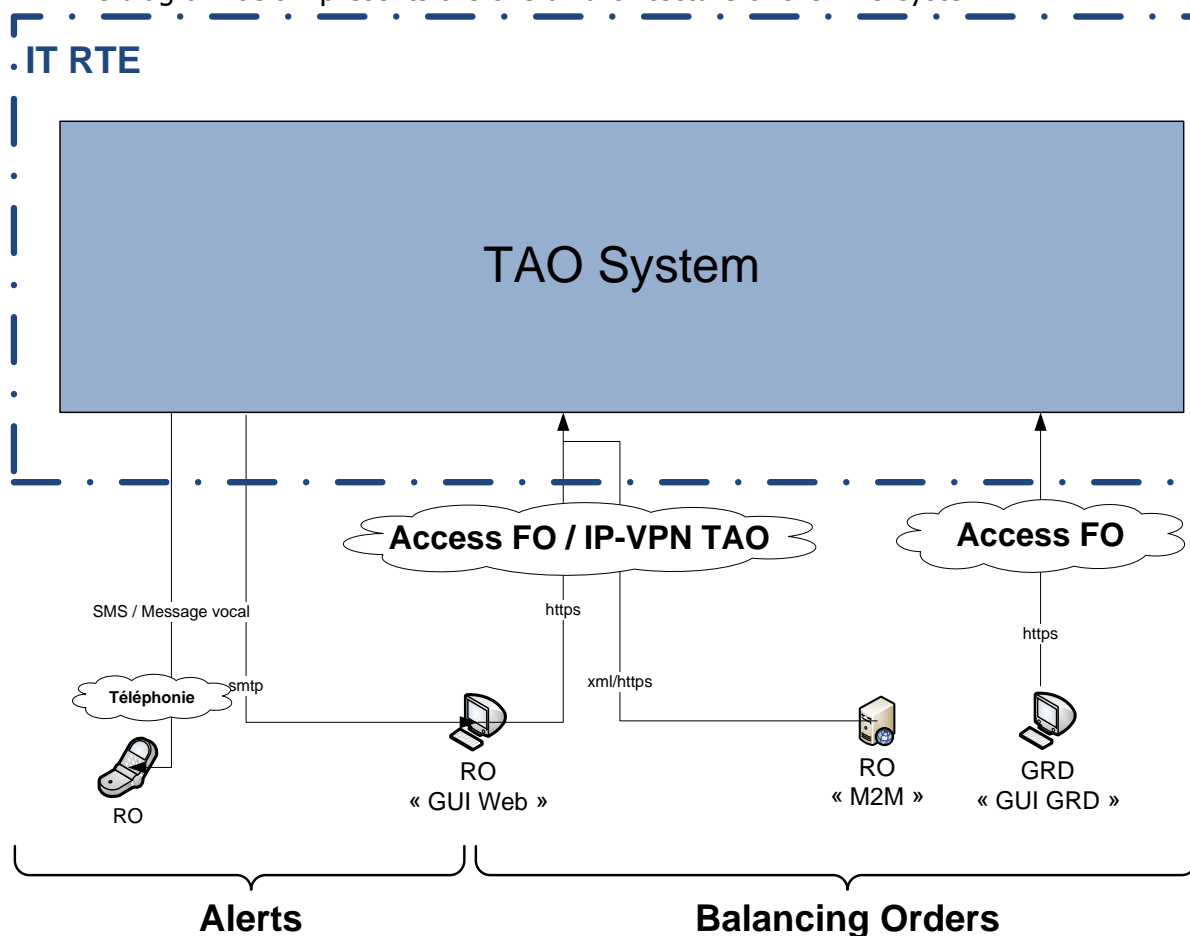 IT RTE
TAO System
Access FO / IP-VPN TAO
Access FO
SMS / Message vocal
https
https
Téléphonie
smtp
xml/https
RO
RO
« GUI Web »
RO
« M2M »
GRD
« GUI GRD »
Alerts
Balancing Orders